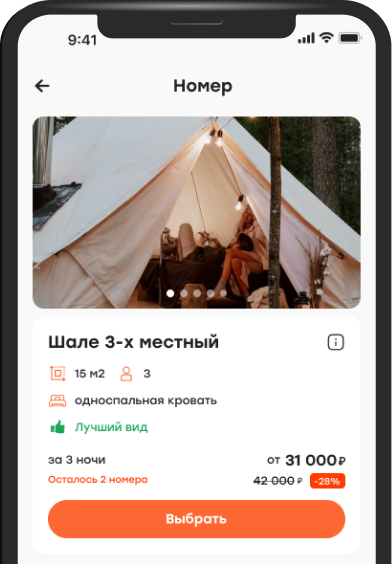 9:41
Номер
Шале 3-х местный
15 м2 3
односпальная кровать
Лучший вид
за 3 ночи от 31 000 ₽
Осталось 2 номера 42 000 ₽ -28%
Выбрать